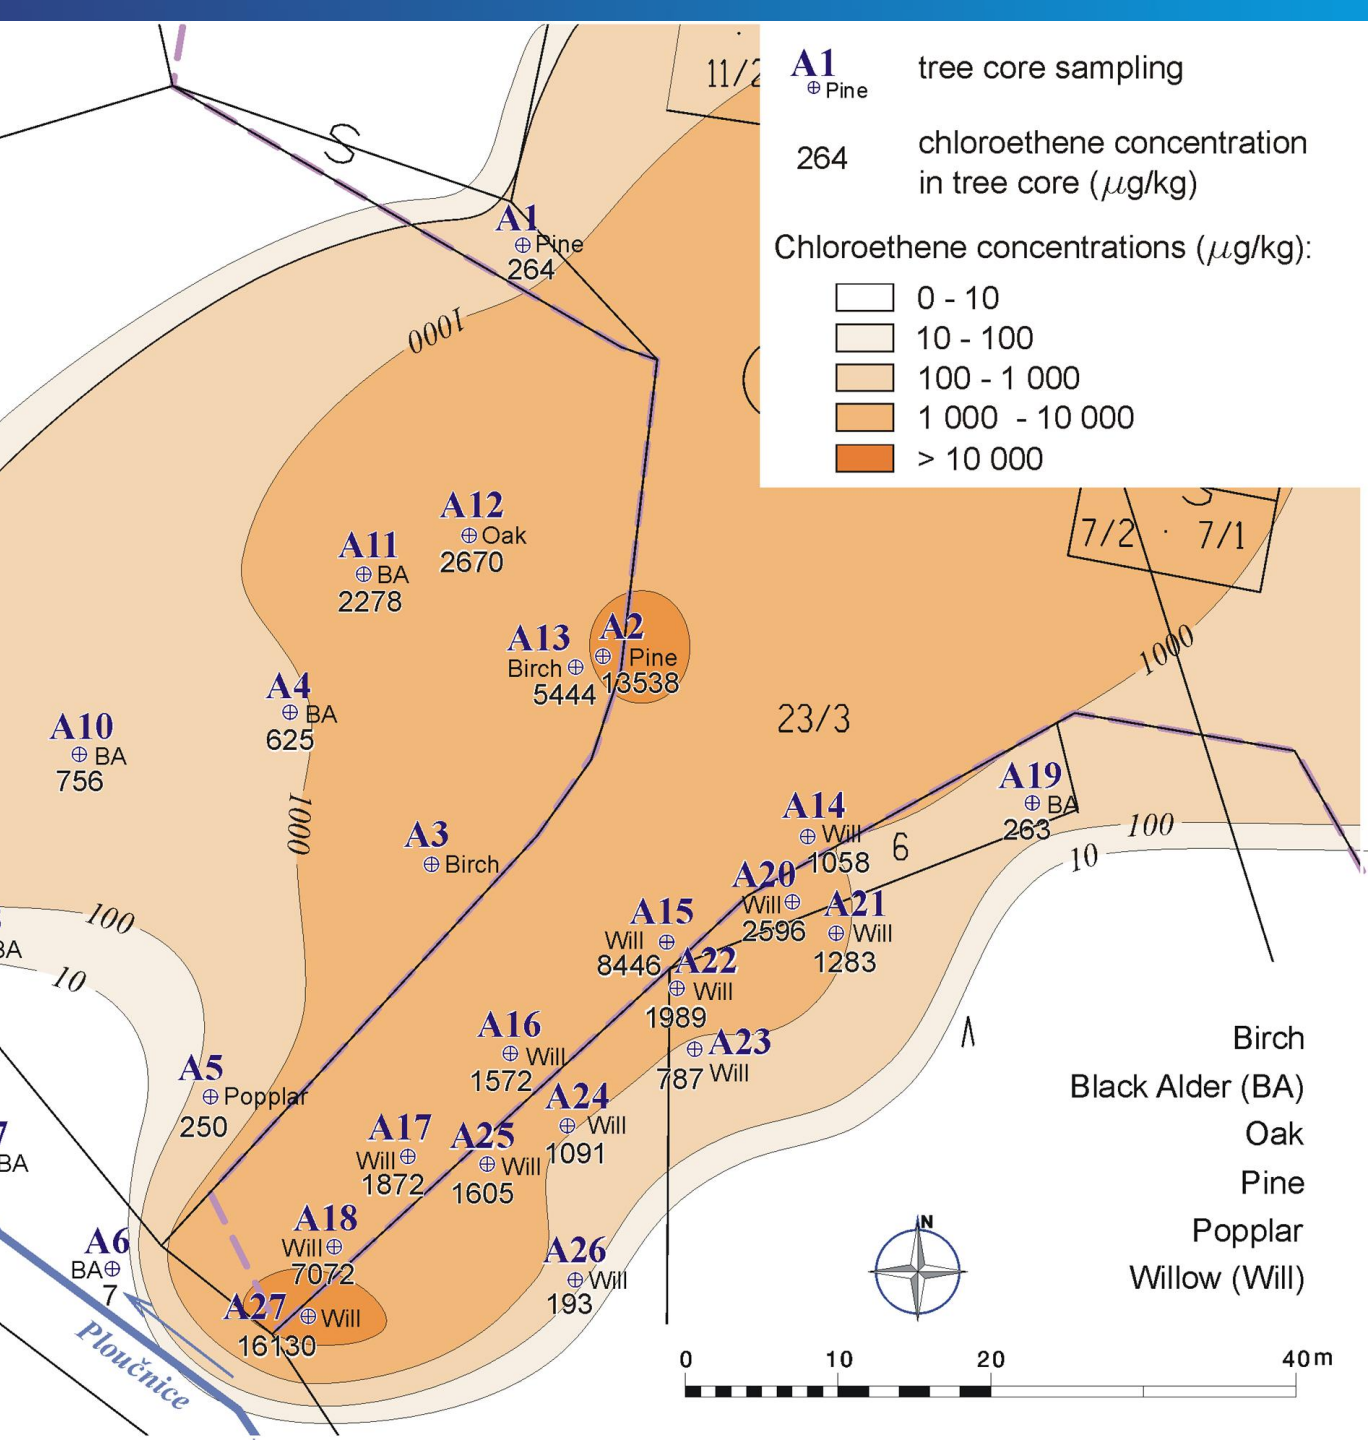 A1
Pine
tree core sampling
264
chloroethene concentration
in tree core (µg/kg)
Chloroethene concentrations (µg/kg):
0 - 10
10 - 100
100 - 1 000
1 000 - 10 000
> 10 000
11/2
S
A1
Pine
264
1000
A12
Oak
2670
A11
BA
2278
7/2 · 7/1
A2
Pine
13538
A13
Birch
5444
1000
A4
BA
625
A10
BA
756
23/3
1000
A3
Birch
A14
Will
1058
6
A19
BA
263
100
10
A20
Will
2596
A21
Will
1283
A15
Will
8446
A22
Will
1989
100
10
BA
A16
Will
1572
A23
787 Will
A5
Popplar
250
A24
Will
1091
A17
Will
1872
A25
Will
1605
7
BA
A18
Will
7072
A6
BA
7
A26
Will
193
A27
Will
16130
Ploučnice
Birch
Black Alder (BA)
Oak
Pine
Popplar
Willow (Will)
N
0 10 20 40 m